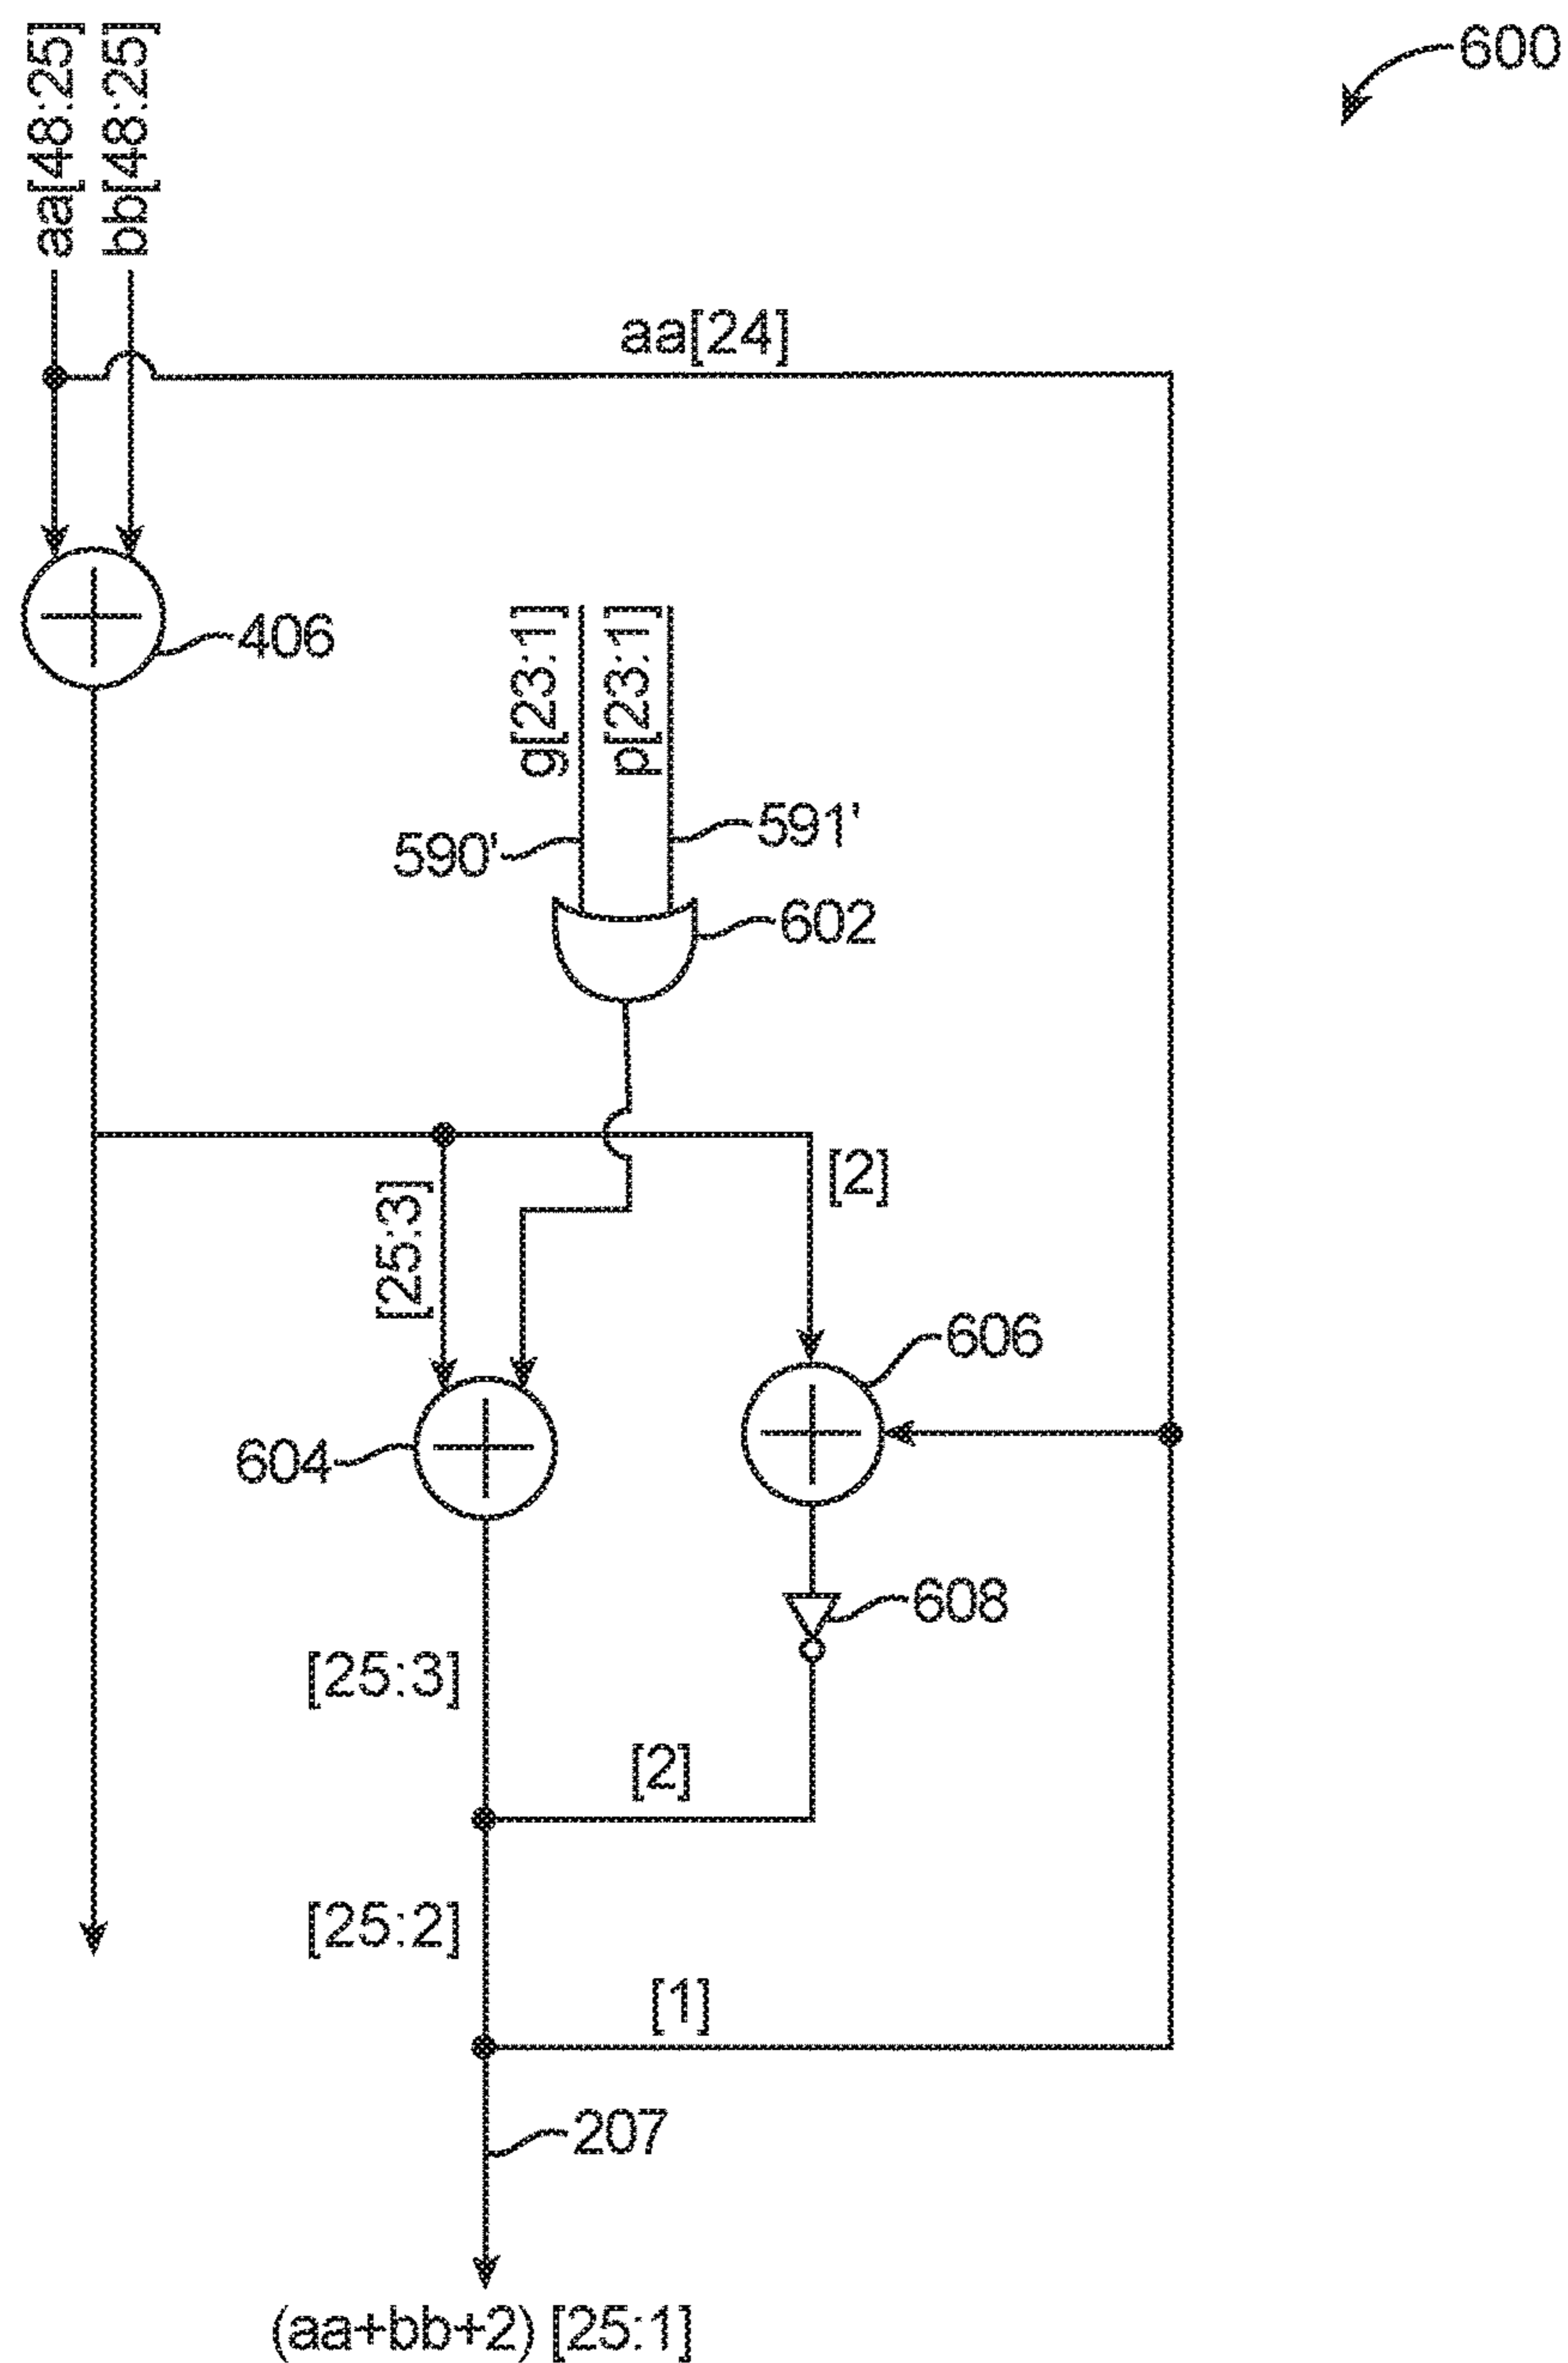 600
aa[48:25]
bb[48:25]
aa[24]
406
g[23:1]
p[23:1]
590'
591'
602
[2]
[25:3]
606
604
608
[25:3]
[2]
[25:2]
[1]
207
(aa+bb+2) [25:1]